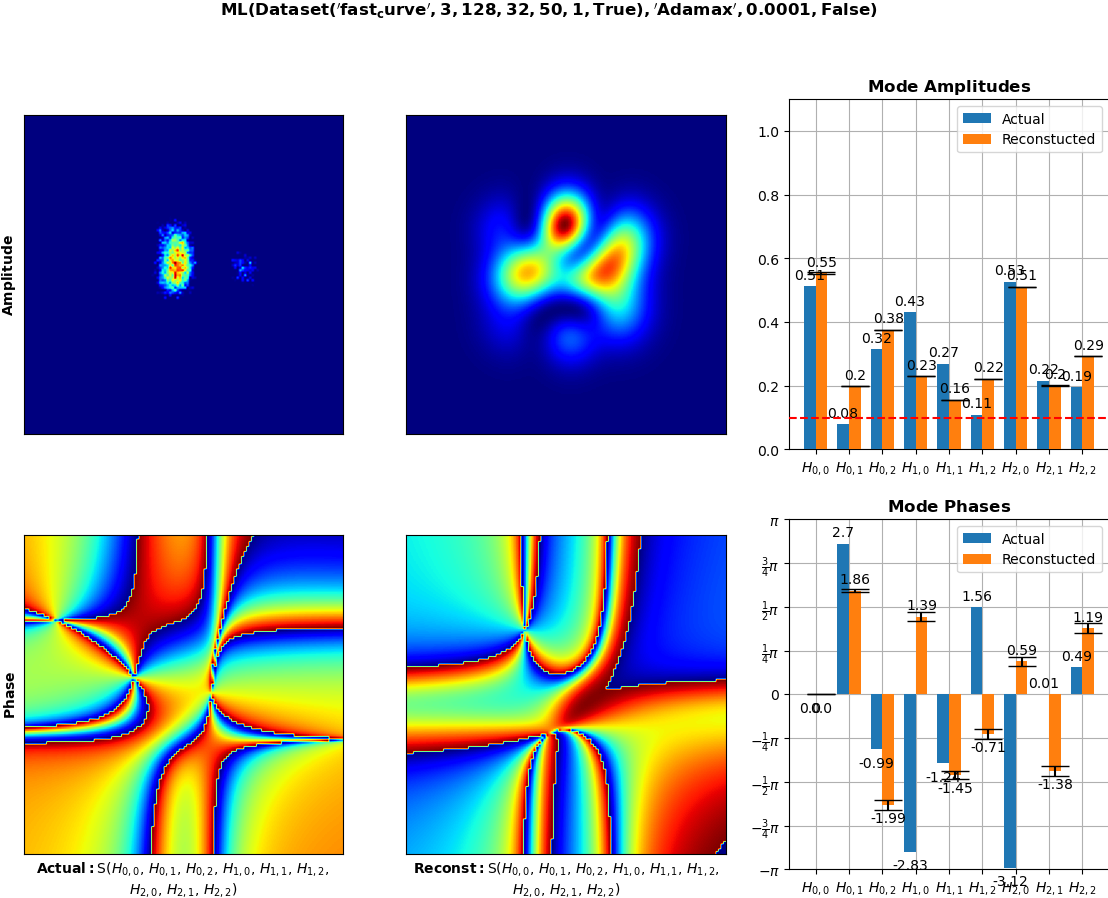 ML(Dataset('fast_curve', 3, 128, 32, 50, 1, True), 'Adamax', 0.0001, False)
Amplitude
Mode Amplitudes
Actual
Reconstucted
1.0
0.8
0.6
0.4
0.2
0.0
0.51 0.55
0.08 0.2
0.32 0.38
0.43 0.23
0.27 0.16
0.11 0.22
0.53 0.51
0.22 0.2
0.19 0.29
H0,0 H0,1 H0,2 H1,0 H1,1 H1,2 H2,0 H2,1 H2,2
Phase
Actual: S(H0,0, H0,1, H0,2, H1,0, H1,1, H1,2,
H2,0, H2,1, H2,2)
Reconst: S(H0,0, H0,1, H0,2, H1,0, H1,1, H1,2,
H2,0, H2,1, H2,2)
Mode Phases
Actual
Reconstucted
π
3/4π
1/2π
1/4π
0
−1/4π
−1/2π
−3/4π
−π
0.0 0.0
2.7 1.86
-0.99 -1.99
-2.83 1.39
-1.45
1.56 -0.71
-3.12 0.59
0.01 -1.38
0.49 1.19
H0,0 H0,1 H0,2 H1,0 H1,1 H1,2 H2,0 H2,1 H2,2